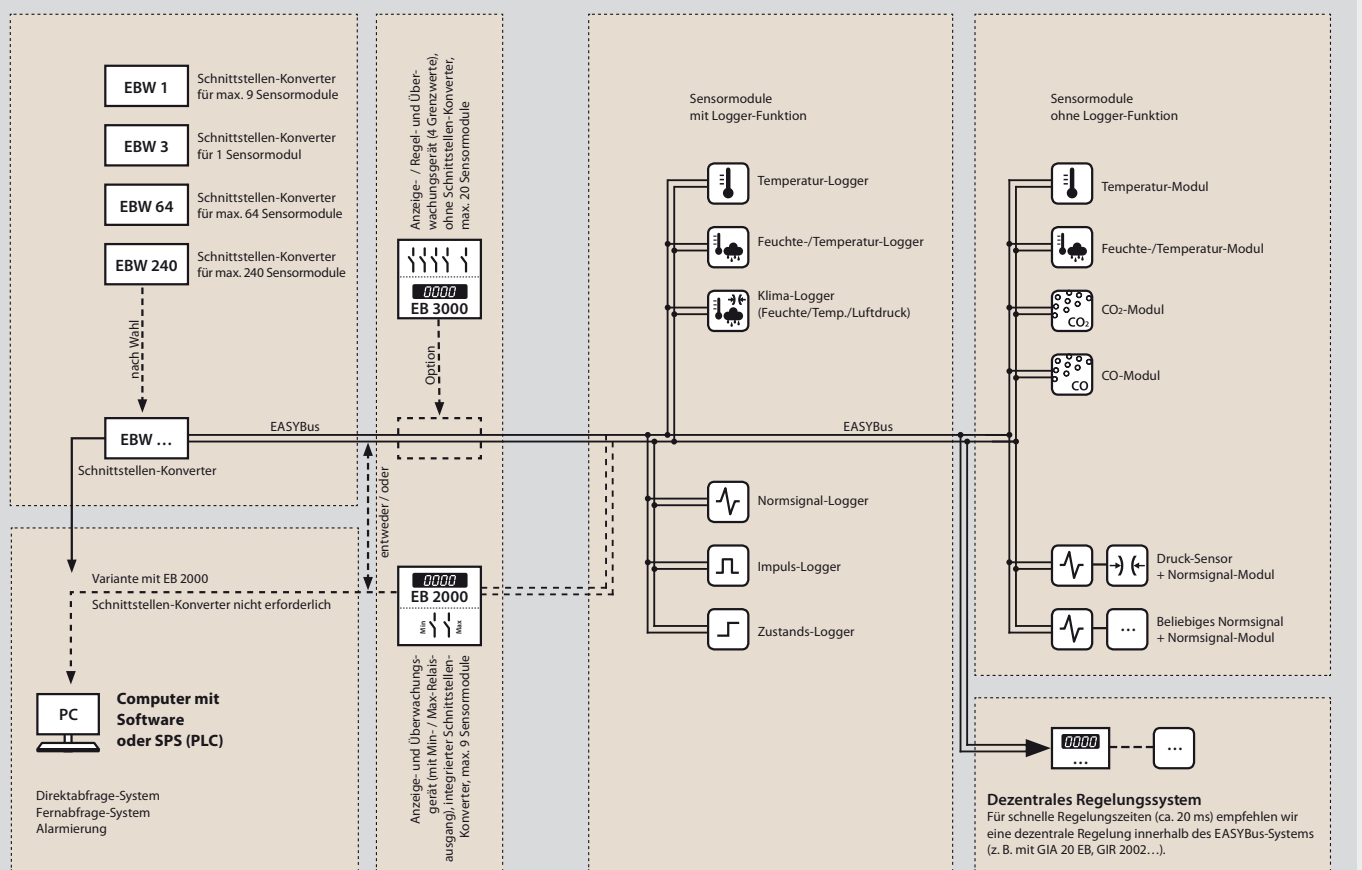 EBW 1
Schnittstellen-Konverter
für max. 9 Sensormodule
EBW 3
Schnittstellen-Konverter
für 1 Sensormodul
EBW 64
Schnittstellen-Konverter
für max. 64 Sensormodule
EBW 240
Schnittstellen-Konverter
für max. 240 Sensormodule
nach Wahl
EBW ...
Schnittstellen-Konverter
EASYBus
Anzeige- / Regel- und Über-
wachungsgerät (4 Grenzwerte),
ohne Schnittstellen-Konverter,
max. 20 Sensormodule
0000
EB 3000
Option
entweder / oder
Variante mit EB 2000
Schnittstellen-Konverter nicht erforderlich
0000
EB 2000
Min
Max
Anzeige- und Überwachungs-
gerät (mit Min- / Max-Relais-
ausgang), integrierter Schnittstellen-
Konverter, max. 9 Sensormodule
PC
Computer mit
Software
oder SPS (PLC)
Direktabfrage-System
Fernabfrage-System
Alarmierung
Sensormodule
mit Logger-Funktion
Temperatur-Logger
Feuchte-/Temperatur-Logger
Klima-Logger
(Feuchte/Temp./Luftdruck)
EASYBus
Normsignal-Logger
Impuls-Logger
Zustands-Logger
Sensormodule
ohne Logger-Funktion
Temperatur-Modul
Feuchte-/Temperatur-Modul
CO₂
CO₂-Modul
CO
CO-Modul
Druck-Sensor
+ Normsignal-Modul
...
Beliebiges Normsignal
+ Normsignal-Modul
0000
...
...
Dezentrales Regelungssystem
Für schnelle Regelungszeiten (ca. 20 ms) empfehlen wir
eine dezentrale Regelung innerhalb des EASYBus-Systems
(z. B. mit GIA 20 EB, GIR 2002…).